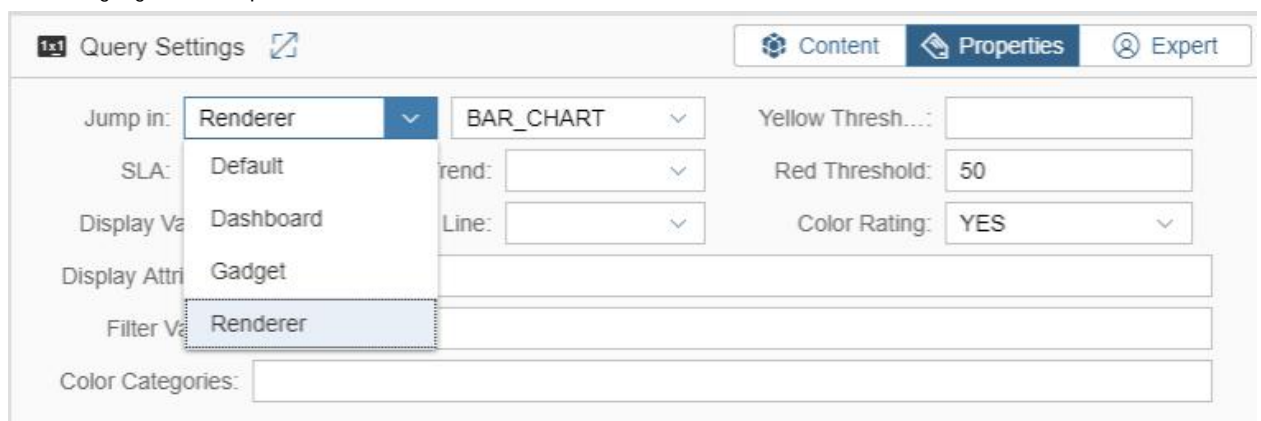 1x1 Query Settings Content Properties Expert
Jump in: Renderer BAR_CHART Yellow Thresh...:
SLA: Default rend: Red Threshold: 50
Display Va Dashboard Line: Color Rating: YES
Display Attri Gadget
Filter Va Renderer
Color Categories: